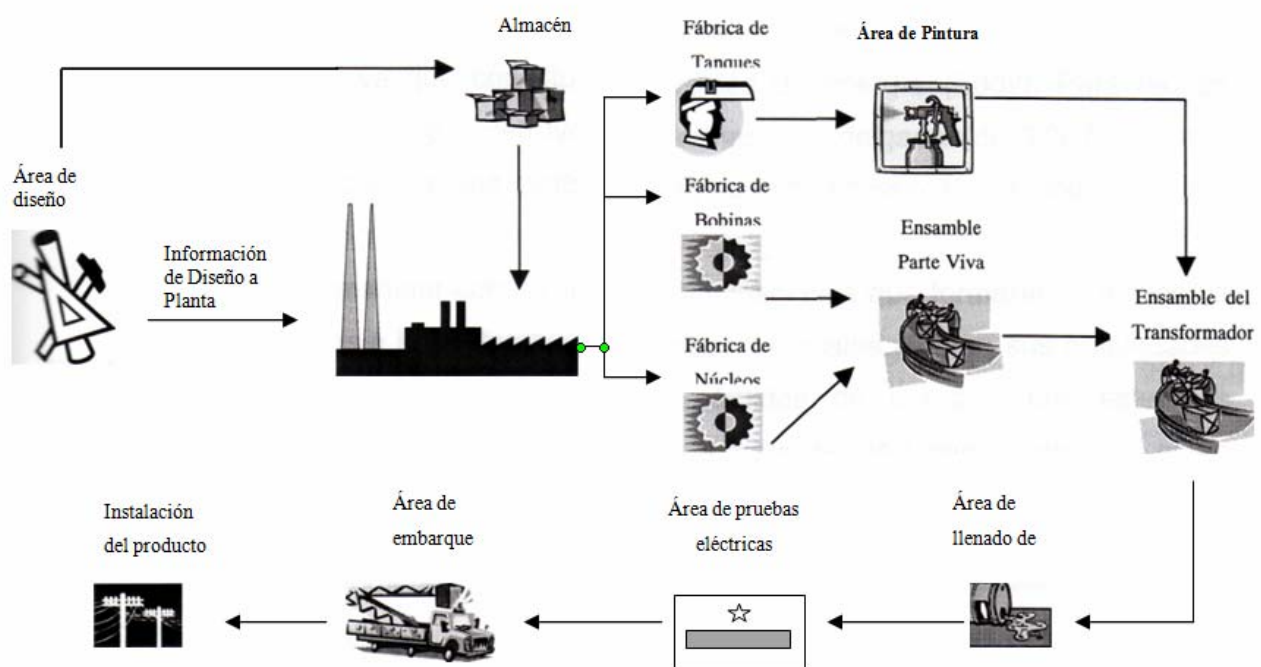 Almacén
Fábrica de
Tanques
Área de Pintura
Área de
diseño
Información
de Diseño a
Planta
Fábrica de
Bobinas
Ensamble
Parte Viva
Fábrica de
Núcleos
Ensamble del
Transformador
Instalación
del producto
Área de
embarque
Área de pruebas
eléctricas
Área de
llenado de